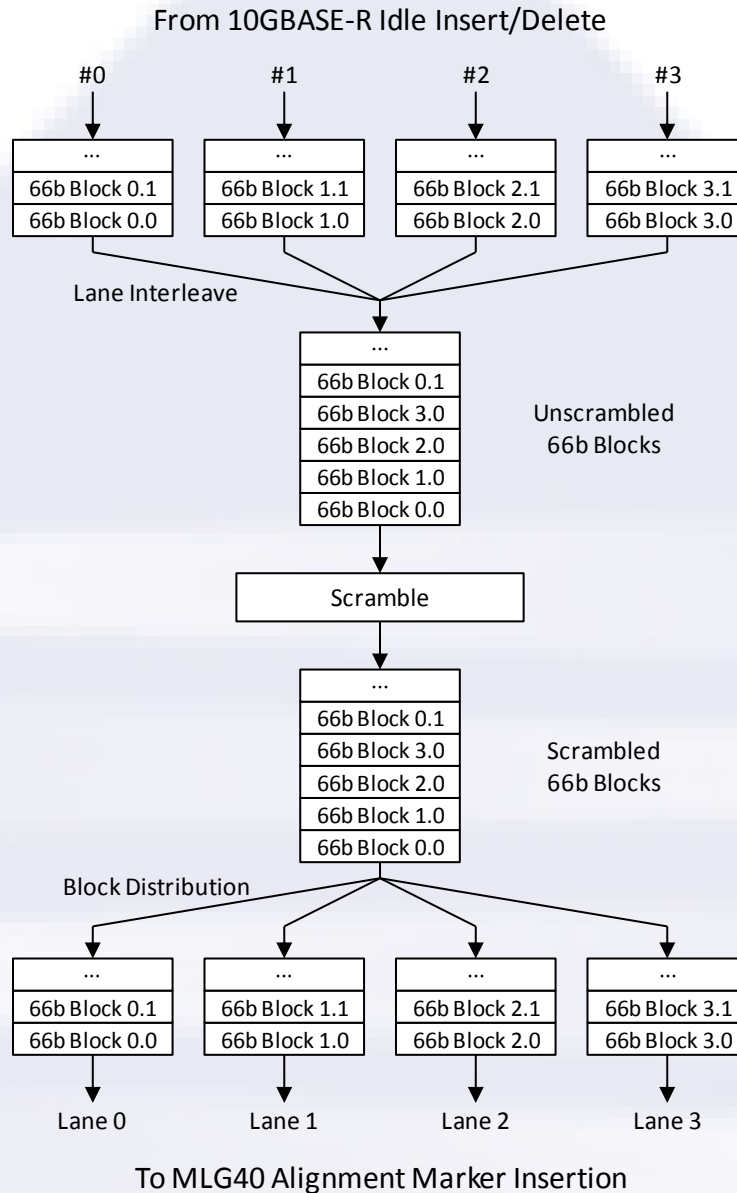 From 10GBASE-R Idle Insert/Delete
#0 #1 #2 #3
... ... ... ...
66b Block 0.1 66b Block 1.1 66b Block 2.1 66b Block 3.1
66b Block 0.0 66b Block 1.0 66b Block 2.0 66b Block 3.0
Lane Interleave
...
66b Block 0.1
66b Block 3.0
66b Block 2.0
66b Block 1.0
66b Block 0.0
Unscrambled
66b Blocks
Scramble
...
66b Block 0.1
66b Block 3.0
66b Block 2.0
66b Block 1.0
66b Block 0.0
Scrambled
66b Blocks
Block Distribution
... ... ... ...
66b Block 0.1 66b Block 1.1 66b Block 2.1 66b Block 3.1
66b Block 0.0 66b Block 1.0 66b Block 2.0 66b Block 3.0
Lane 0 Lane 1 Lane 2 Lane 3
To MLG40 Alignment Marker Insertion